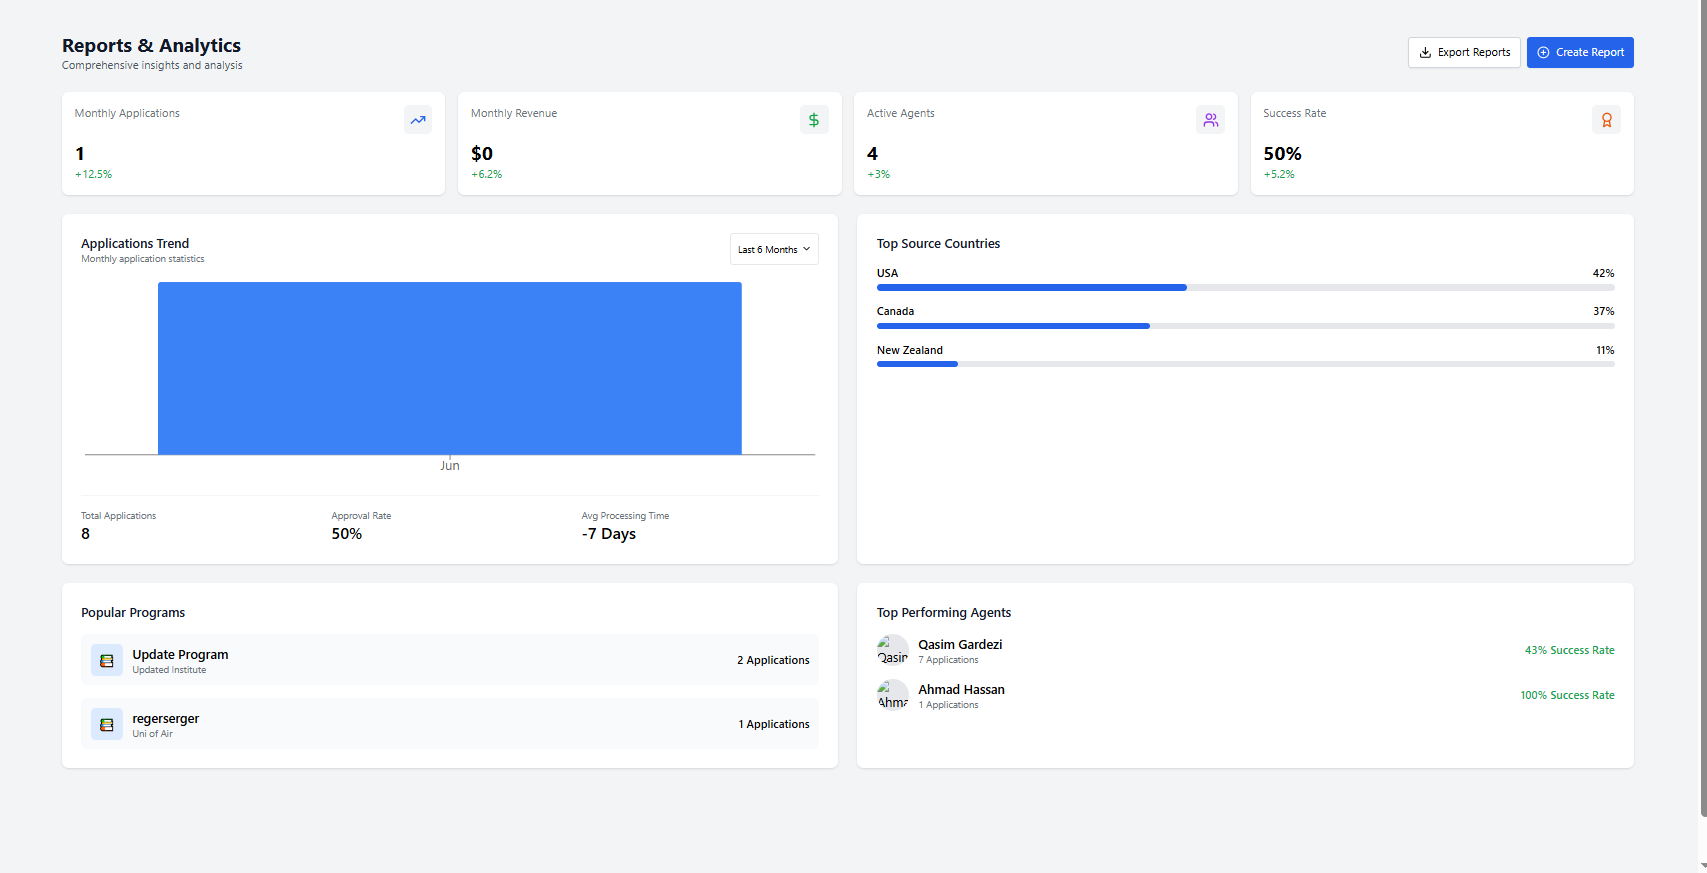 Reports & Analytics
Comprehensive insights and analysis
Export Reports
Create Report
Monthly Applications
1
+12.5%
Monthly Revenue
$0
+6.2%
Active Agents
4
+3%
Success Rate
50%
+5.2%
Applications Trend
Monthly application statistics
Last 6 Months
Jun
Total Applications
8
Approval Rate
50%
Avg Processing Time
-7 Days
Top Source Countries
USA 42%
Canada 37%
New Zealand 11%
Popular Programs
Update Program
Updated Institute
2 Applications
regerserger
Uni of Air
1 Applications
Top Performing Agents
Qasir
Qasim Gardezi
7 Applications
43% Success Rate
Ahma
Ahmad Hassan
1 Applications
100% Success Rate